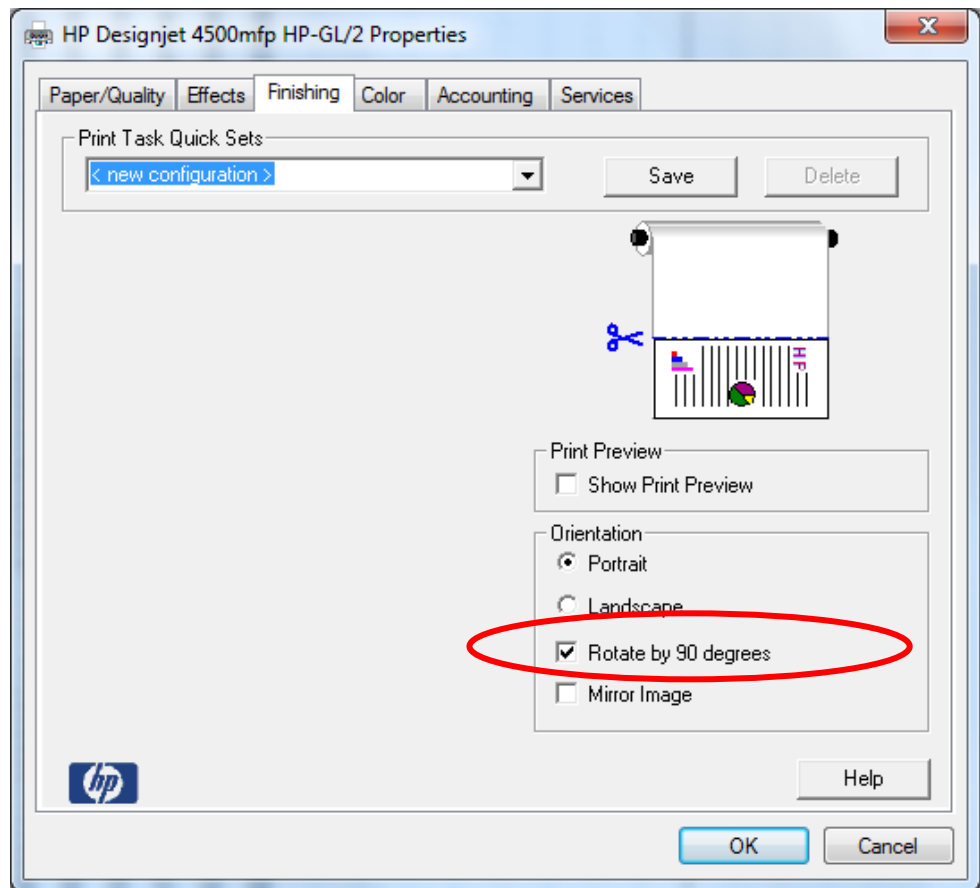 HP Designjet 4500mfp HP-GL/2 Properties
Paper/Quality Effects Finishing Color Accounting Services
Print Task Quick Sets
< new configuration >
Save Delete
HP
Print Preview
Show Print Preview
Orientation
Portrait
Landscape
Rotate by 90 degrees
Mirror Image
hp
Help
OK Cancel